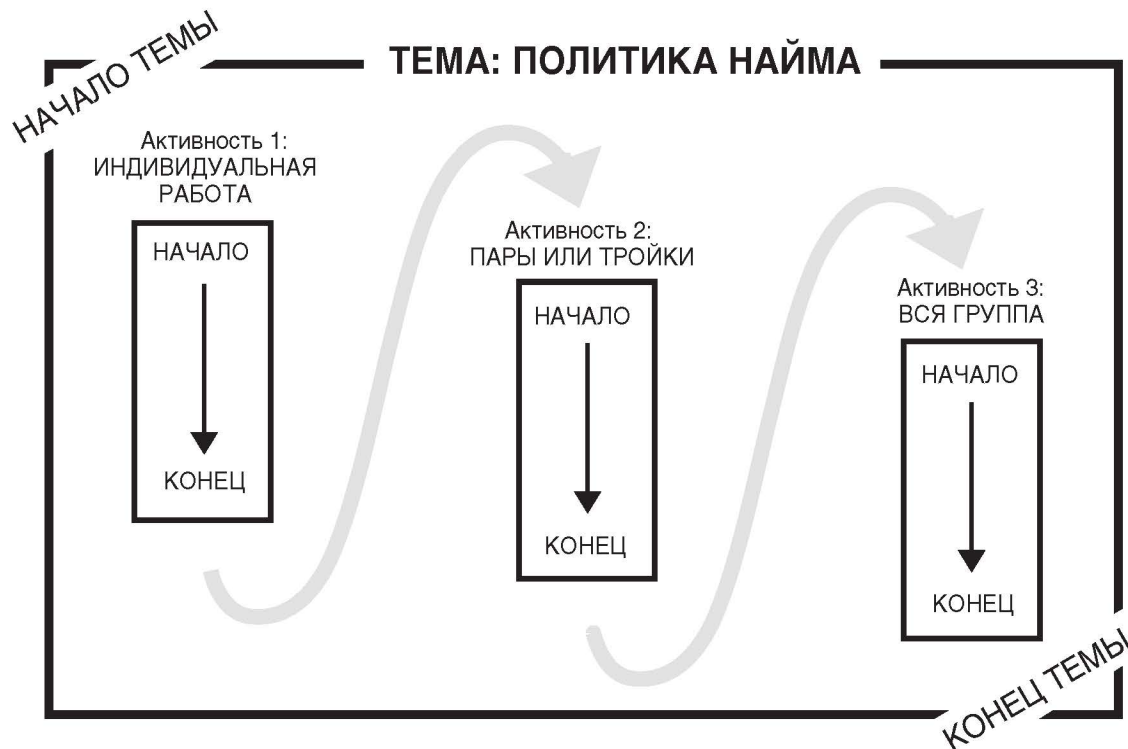 НАЧАЛО ТЕМЫ
ТЕМА: ПОЛИТИКА НАЙМА
Активность 1:
ИНДИВИДУАЛЬНАЯ
РАБОТА
НАЧАЛО
КОНЕЦ
Активность 2:
ПАРЫ ИЛИ ТРОЙКИ
НАЧАЛО
КОНЕЦ
Активность 3:
ВСЯ ГРУППА
НАЧАЛО
КОНЕЦ
КОНЕЦ ТЕМЫ